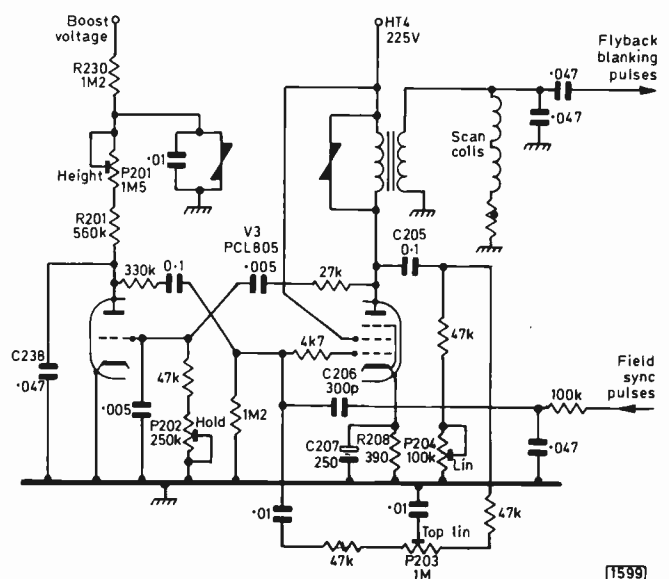 Boost
voltage
HT4
225V
Flyback
blanking
pulses
R230
1M2
·047
·047
Scan
coils
·01
Height
P201
1M5
R201
560k
V3
PCL805
·005
C205
0·1
330k
0·1
27k
C238
·047
4k7
47k
C206
300p
Field
sync
pulses
100k
47k
·005
P202
250k
Hold
1M2
C207
250
R208
390
P204
100k
Lin
·047
·01
·01
47k
Top lin
47k
P203
1M
1599